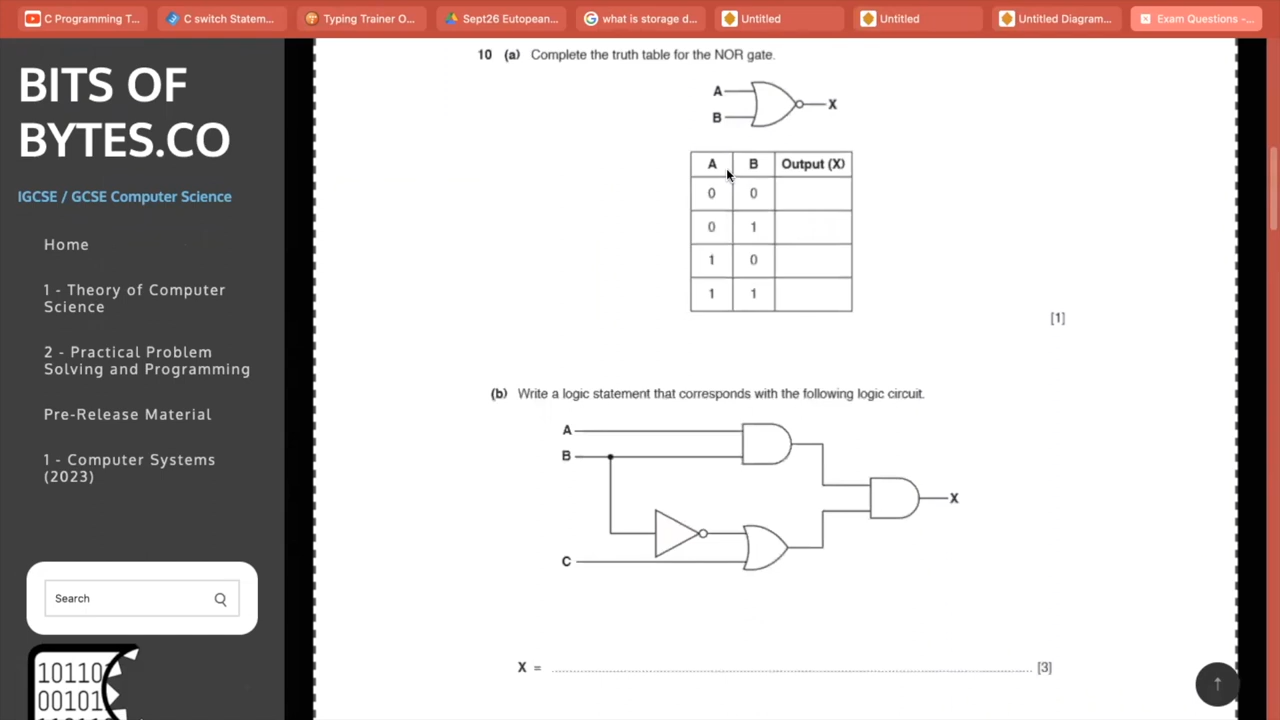 C Programming T...
C switch Statem...
Typing Trainer O...
Sept26 Eutopean...
what is storage d...
Untitled
Untitled
Untitled Diagram...
Exam Questions -...
BITS OF
BYTES.CO
IGCSE / GCSE Computer Science
Home
1 - Theory of Computer
Science
2 - Practical Problem
Solving and Programming
Pre-Release Material
1 - Computer Systems
(2023)
Search
10110
00101
10 (a) Complete the truth table for the NOR gate.
A
X
B
A B Output (X)
0 0
0 1
1 0
1 1
[1]
(b) Write a logic statement that corresponds with the following logic circuit.
A
B
X
C
X = ........ [3]
↑